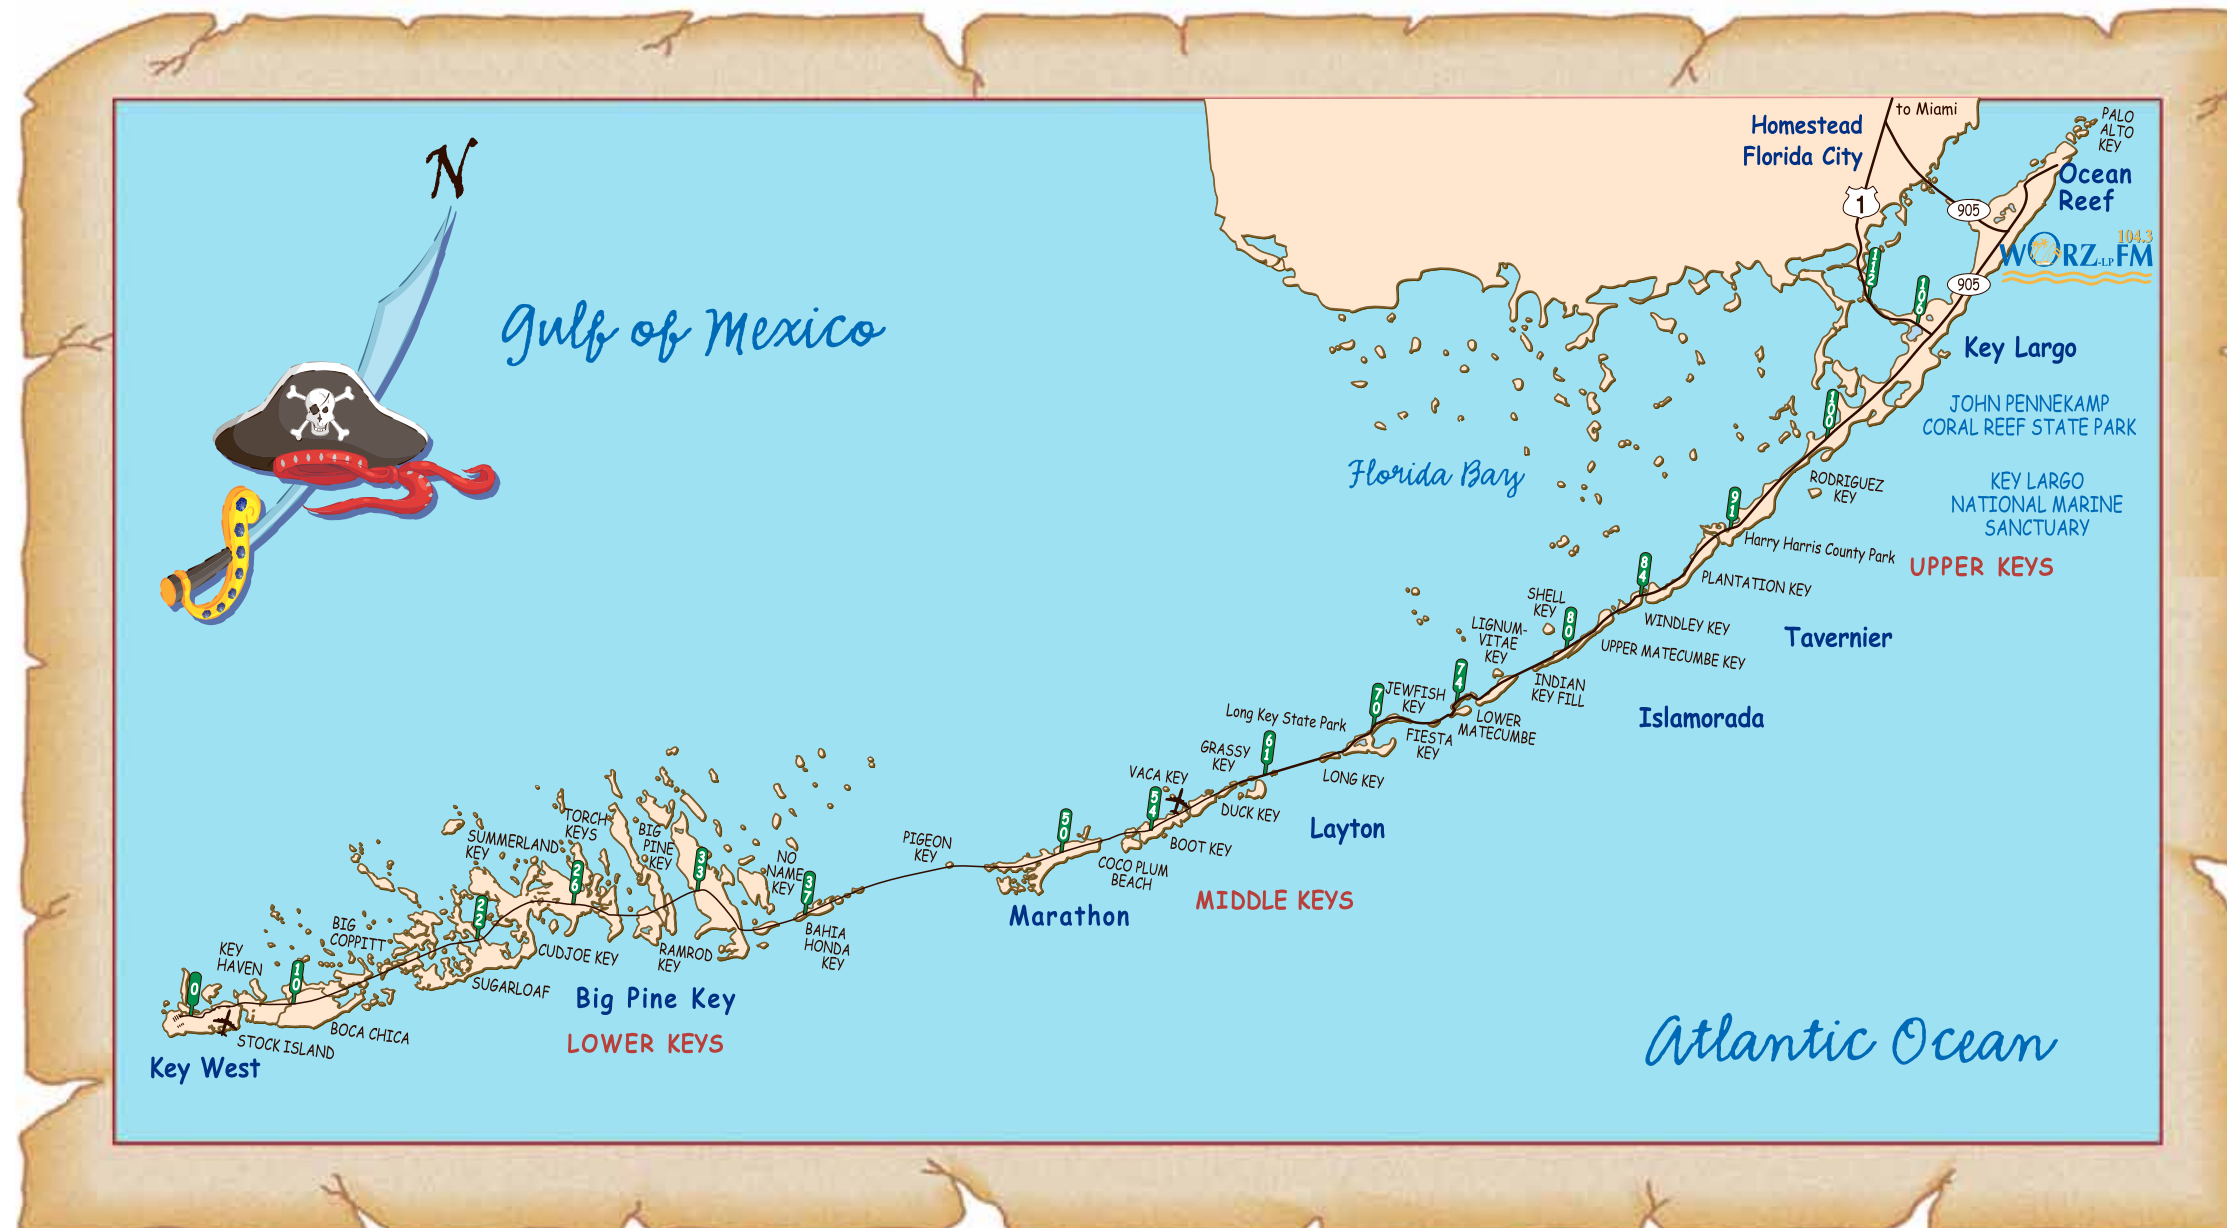 to Miami
Homestead
Florida City
PALO
ALTO
KEY
Ocean
Reef
1
905
104.3
WORZ-LP FM
905
112
106
N
Gulf of Mexico
Key Largo
JOHN PENNEKAMP
CORAL REEF STATE PARK
100
Florida Bay
RODRIGUEZ
KEY
KEY LARGO
NATIONAL MARINE
SANCTUARY
91
Harry Harris County Park
UPPER KEYS
84
PLANTATION KEY
SHELL
KEY
80
WINDLEY KEY
Tavernier
LIGNUM-
VITAE
KEY
UPPER MATECUMBE KEY
74
INDIAN
KEY FILL
Islamorada
70
JEWFISH
KEY
LOWER
MATECUMBE
Long Key State Park
FIESTA
KEY
61
GRASSY
KEY
LONG KEY
VACA KEY
54
DUCK KEY
Layton
50
BOOT KEY
COCO PLUM
BEACH
PIGEON
KEY
MIDDLE KEYS
Marathon
TORCH
KEYS
BIG
PINE
KEY
SUMMERLAND
KEY
NO
NAME
KEY
33
37
26
22
BIG
COPPITT
BAHIA
HONDA
KEY
CUDJOE KEY
RAMROD
KEY
KEY
HAVEN
10
0
SUGARLOAF
Big Pine Key
BOCA CHICA
STOCK ISLAND
LOWER KEYS
Key West
Atlantic Ocean